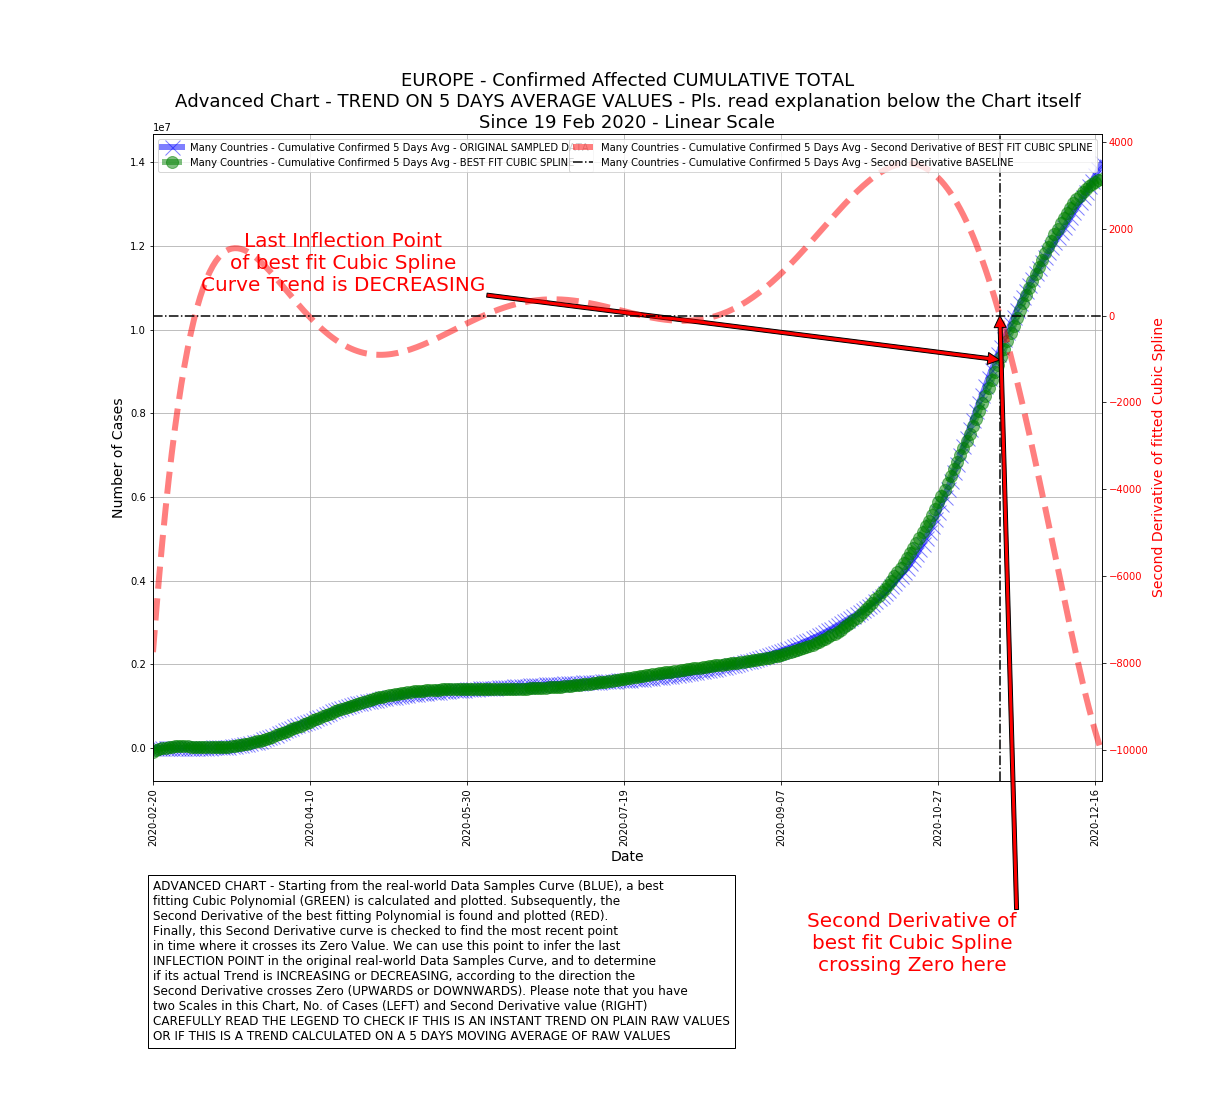 EUROPE - Confirmed Affected CUMULATIVE TOTAL
Advanced Chart - TREND ON 5 DAYS AVERAGE VALUES - Pls. read explanation below the Chart itself
Since 19 Feb 2020 - Linear Scale
1e7
Many Countries - Cumulative Confirmed 5 Days Avg - ORIGINAL SAMPLED
Many Countries - Cumulative Confirmed 5 Days Avg - BEST FIT CUBIC SPLIN
Many Countries - Cumulative Confirmed 5 Days Avg - Second Derivative of BEST FIT CUBIC SPLINE
Many Countries - Cumulative Confirmed 5 Days Avg - Second Derivative BASELINE
Last Inflection Point
of best fit Cubic Spline
Curve Trend is DECREASING
1.4
1.2
1.0
0.8
0.6
0.4
0.2
0.0
Number of Cases
4000
2000
0
−2000
−4000
−6000
−8000
−10000
Second Derivative of fitted Cubic Spline
2020-02-20
2020-04-10
2020-05-30
2020-07-19
2020-09-07
2020-10-27
2020-12-16
Date
Second Derivative of
best fit Cubic Spline
crossing Zero here
ADVANCED CHART - Starting from the real-world Data Samples Curve (BLUE), a best
fitting Cubic Polynomial (GREEN) is calculated and plotted. Subsequently, the
Second Derivative of the best fitting Polynomial is found and plotted (RED).
Finally, this Second Derivative curve is checked to find the most recent point
in time where it crosses its Zero Value. We can use this point to infer the last
INFLECTION POINT in the original real-world Data Samples Curve, and to determine
if its actual Trend is INCREASING or DECREASING, according to the direction the
Second Derivative crosses Zero (UPWARDS or DOWNWARDS). Please note that you have
two Scales in this Chart, No. of Cases (LEFT) and Second Derivative value (RIGHT)
CAREFULLY READ THE LEGEND TO CHECK IF THIS IS AN INSTANT TREND ON PLAIN RAW VALUES
OR IF THIS IS A TREND CALCULATED ON A 5 DAYS MOVING AVERAGE OF RAW VALUES